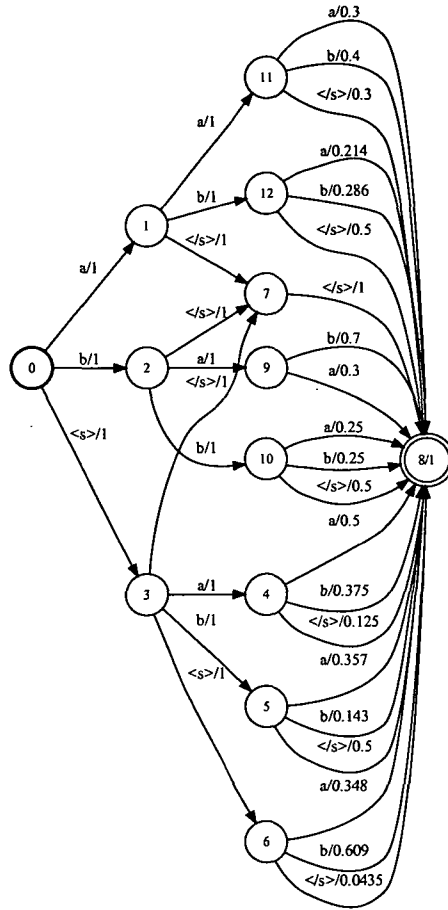 a/0.3
11
b/0.4
</s>/0.3
a/1
a/0.214
12
b/1
b/0.286
</s>/0.5
1
</s>/1
a/1
7
</s>/1
</s>/1
b/0.7
0
b/1
2
a/1
9
</s>/1
a/0.3
<s>/1
b/1
a/0.25
10
b/0.25
8/1
</s>/0.5
a/0.5
3
a/1
4
b/0.375
b/1
</s>/0.125
a/0.357
<s>/1
5
b/0.143
</s>/0.5
a/0.348
6
b/0.609
</s>/0.0435